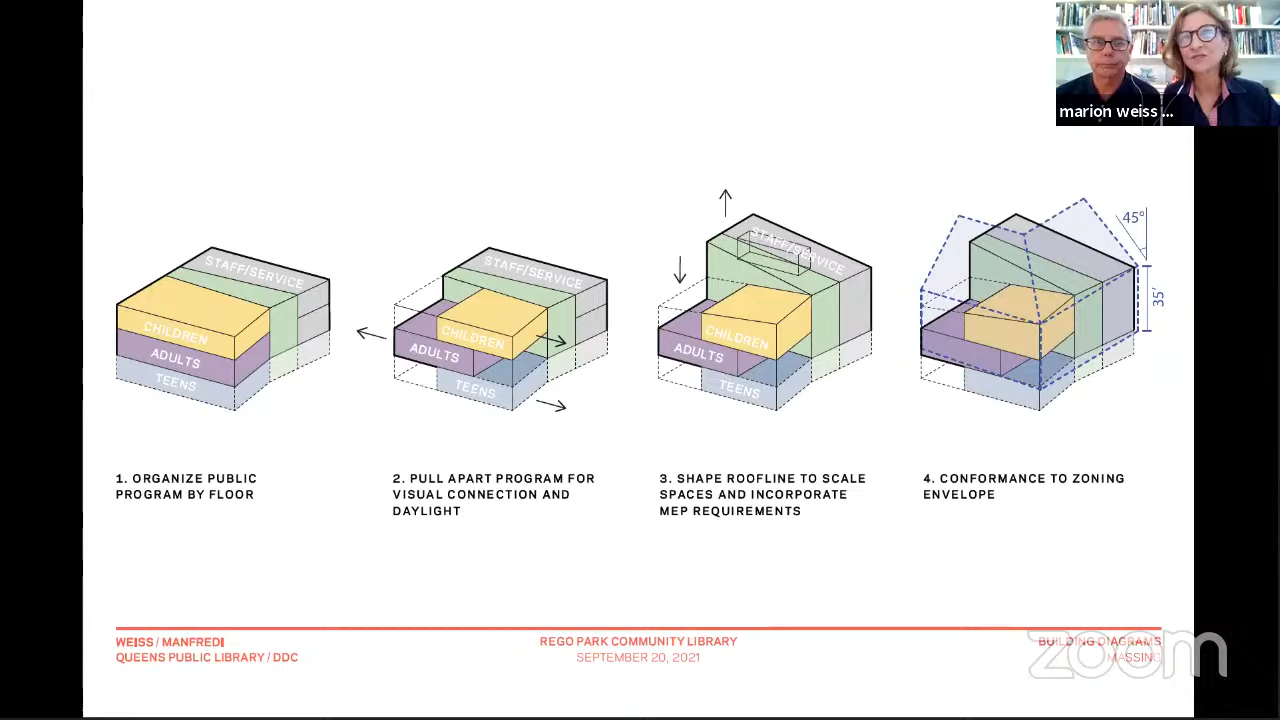 marion weiss ...
STAFF/SERVICE
CHILDREN
ADULTS
TEENS
STAFF/SERVICE
CHILDREN
ADULTS
TEENS
STAFF/SERVICE
CHILDREN
ADULTS
TEENS
45°
35'
1. ORGANIZE PUBLIC
PROGRAM BY FLOOR
2. PULL APART PROGRAM FOR
VISUAL CONNECTION AND
DAYLIGHT
3. SHAPE ROOFLINE TO SCALE
SPACES AND INCORPORATE
MEP REQUIREMENTS
4. CONFORMANCE TO ZONING
ENVELOPE
WEISS / MANFREDI
QUEENS PUBLIC LIBRARY / DDC
REGO PARK COMMUNITY LIBRARY
SEPTEMBER 20, 2021
BUILDING DIAGRAMS
MASSING
zoom